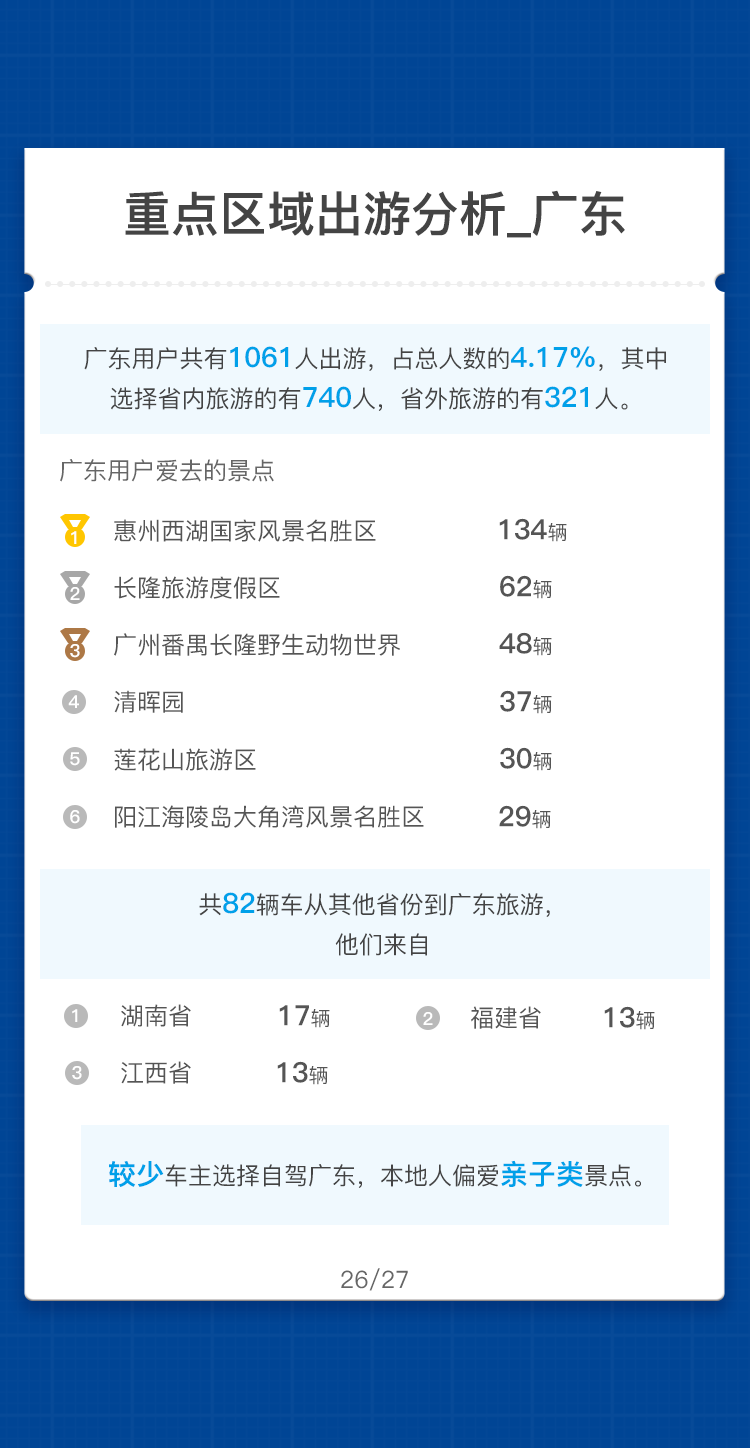 重点区域出游分析_广东
广东用户共有1061人出游，占总人数的4.17%，其中
选择省内旅游的有740人，省外旅游的有321人。
广东用户爱去的景点
1 惠州西湖国家风景名胜区 134辆
2 长隆旅游度假区 62辆
3 广州番禺长隆野生动物世界 48辆
4 清晖园 37辆
5 莲花山旅游区 30辆
6 阳江海陵岛大角湾风景名胜区 29辆
共82辆车从其他省份到广东旅游，
他们来自
1 湖南省 17辆 2 福建省 13辆
3 江西省 13辆
较少车主选择自驾广东，本地人偏爱亲子类景点。
26/27